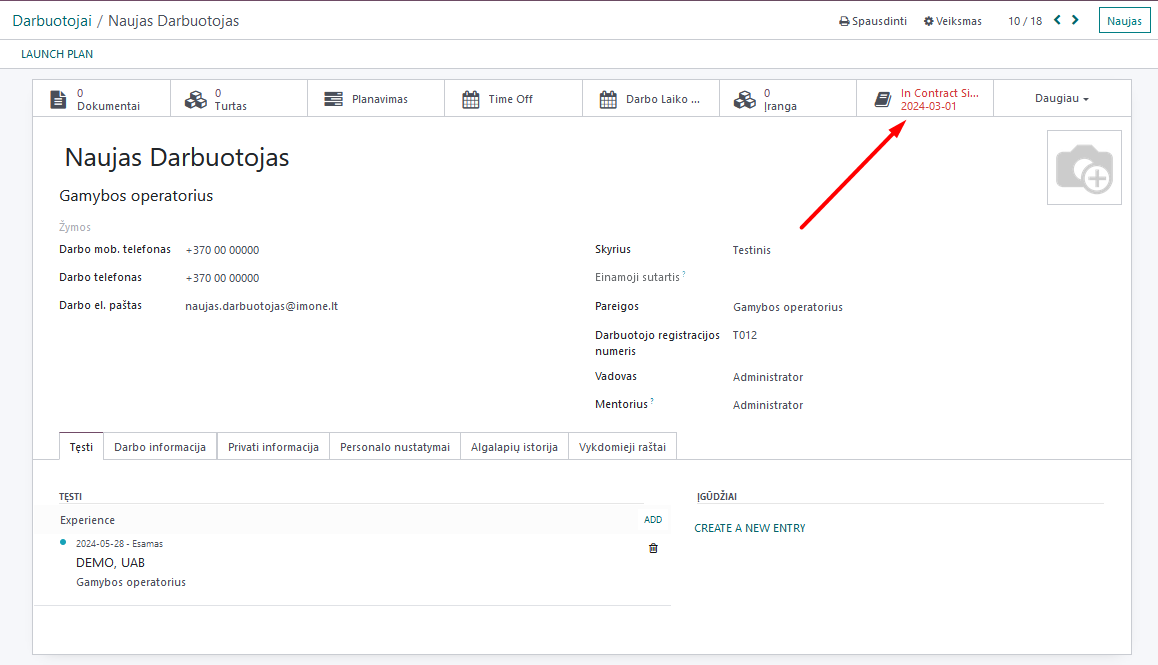 Darbuotojai / Naujas Darbuotojas
Spausdinti
Veiksmas
10 / 18
Naujas
LAUNCH PLAN
0
Dokumentai
0
Turtas
Planavimas
Time Off
Darbo Laiko ...
0
Įranga
In Contract Si...
2024-03-01
Daugiau
Naujas Darbuotojas
Gamybos operatorius
Žymos
Darbo mob. telefonas +370 00 00000
Darbo telefonas +370 00 00000
Darbo el. paštas naujas.darbuotojas@imone.lt
Skyrius Testinis
Einamoji sutartis ?
Pareigos Gamybos operatorius
Darbuotojo registracijos T012
numeris
Vadovas Administrator
Mentorius ? Administrator
Tęsti
Darbo informacija
Privati informacija
Personalo nustatymai
Algalapių istorija
Vykdomieji raštai
TĘSTI
Experience ADD
2024-05-28 - Esamas
DEMO, UAB
Gamybos operatorius
ĮGŪDŽIAI
CREATE A NEW ENTRY